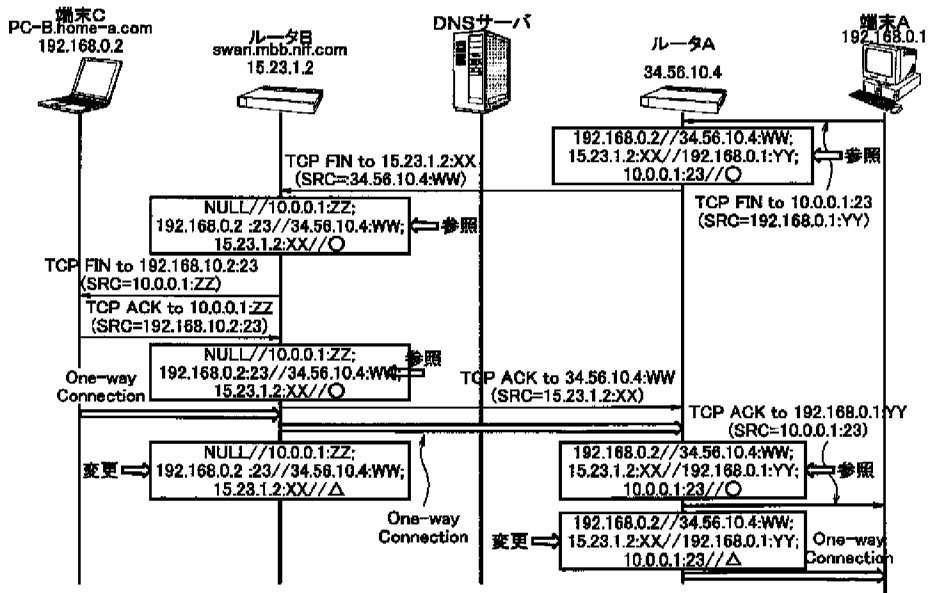 端末C
PC-B.home-a.com
192.168.0.2
ルータB
swan.mbb.nff.com
15.23.1.2
DNSサーバ
ルータA
34.56.10.4
端末A
192.168.0.1
192.168.0.2//34.56.10.4:WW;
15.23.1.2:XX//192.168.0.1:YY;
10.0.0.1:23//○
参照
TCP FIN to 10.0.0.1:23
(SRC=192.168.0.1:YY)
TCP FIN to 15.23.1.2:XX
(SRC=:34.56.10.4:WW)
NULL//10.0.0.1:ZZ;
192.168.0.2 :23//34.56.10.4:WW;
15.23.1.2:XX//○
参照
TCP FIN to 192.168.10.2:23
(SRC=10.0.0.1:ZZ)
TCP ACK to 10.0.0.1:ZZ
(SRC=192.168.10.2:23)
NULL//10.0.0.1:ZZ;
192.168.0.2:23//34.56.10.4:WW;
15.23.1.2:XX//○
参照
One-way
Connection
TCP ACK to 34.56.10.4:WW
(SRC=15.23.1.2:XX)
TCP ACK to 192.168.0.1:YY
(SRC=10.0.0.1:23)
変更
NULL//10.0.0.1:ZZ;
192.168.0.2 :23//34.56.10.4:WW;
15.23.1.2:XX//△
192.168.0.2//34.56.10.4:WW;
15.23.1.2:XX//192.168.0.1:YY;
10.0.0.1:23//○
参照
One-way
Connection
変更
192.168.0.2//34.56.10.4:WW;
15.23.1.2:XX//192.168.0.1:YY;
10.0.0.1:23//△
One-way
Connection